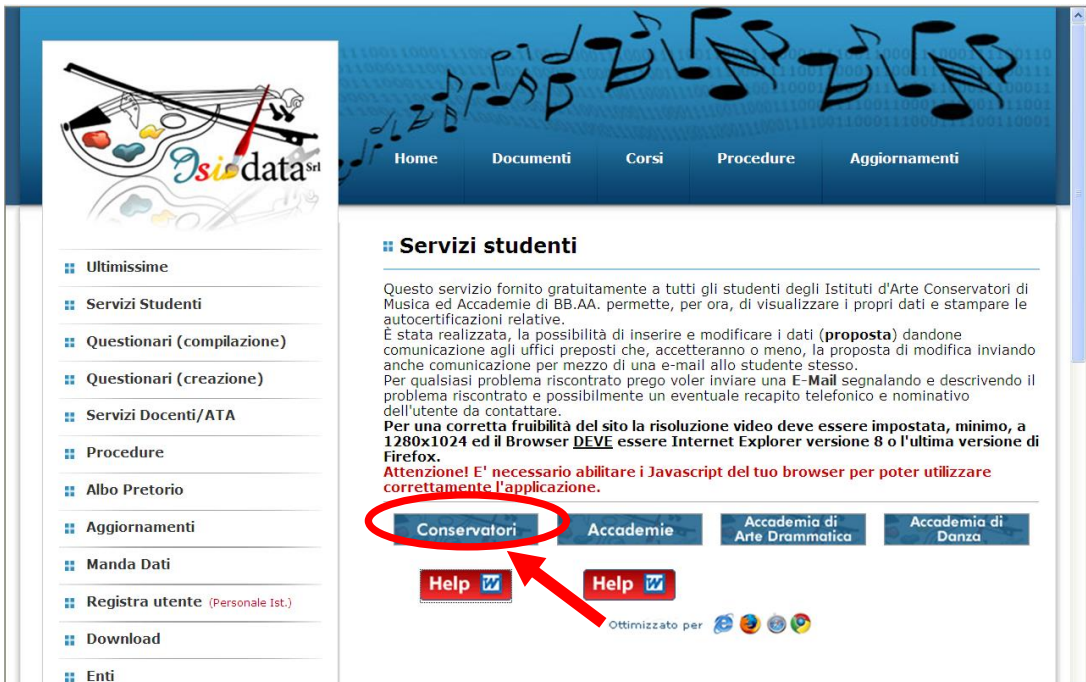 Isidata Srl
Home Documenti Corsi Procedure Aggiornamenti
Ultimissime
Servizi Studenti
Questionari (compilazione)
Questionari (creazione)
Servizi Docenti/ATA
Procedure
Albo Pretorio
Aggiornamenti
Manda Dati
Registra utente (Personale Ist.)
Download
Enti
Servizi studenti
Questo servizio fornito gratuitamente a tutti gli studenti degli Istituti d'Arte Conservatori di
Musica ed Accademie di BB.AA. permette, per ora, di visualizzare i propri dati e stampare le
autocertificazioni relative.
È stata realizzata, la possibilità di inserire e modificare i dati (proposta) dandone
comunicazione agli uffici preposti che, accetteranno o meno, la proposta di modifica inviando
anche comunicazione per mezzo di una e-mail allo studente stesso.
Per qualsiasi problema riscontrato prego voler inviare una E-Mail segnalando e descrivendo il
problema riscontrato e possibilmente un eventuale recapito telefonico e nominativo
dell'utente da contattare.
Per una corretta fruibilità del sito la risoluzione video deve essere impostata, minimo, a
1280x1024 ed il Browser DEVE essere Internet Explorer versione 8 o l'ultima versione di
Firefox.
Attenzione! E' necessario abilitare i Javascript del tuo browser per poter utilizzare
correttamente l'applicazione.
Conservatori
Accademie
Accademia di
Arte Drammatica
Accademia di
Danza
Help W
Help W
Ottimizzato per